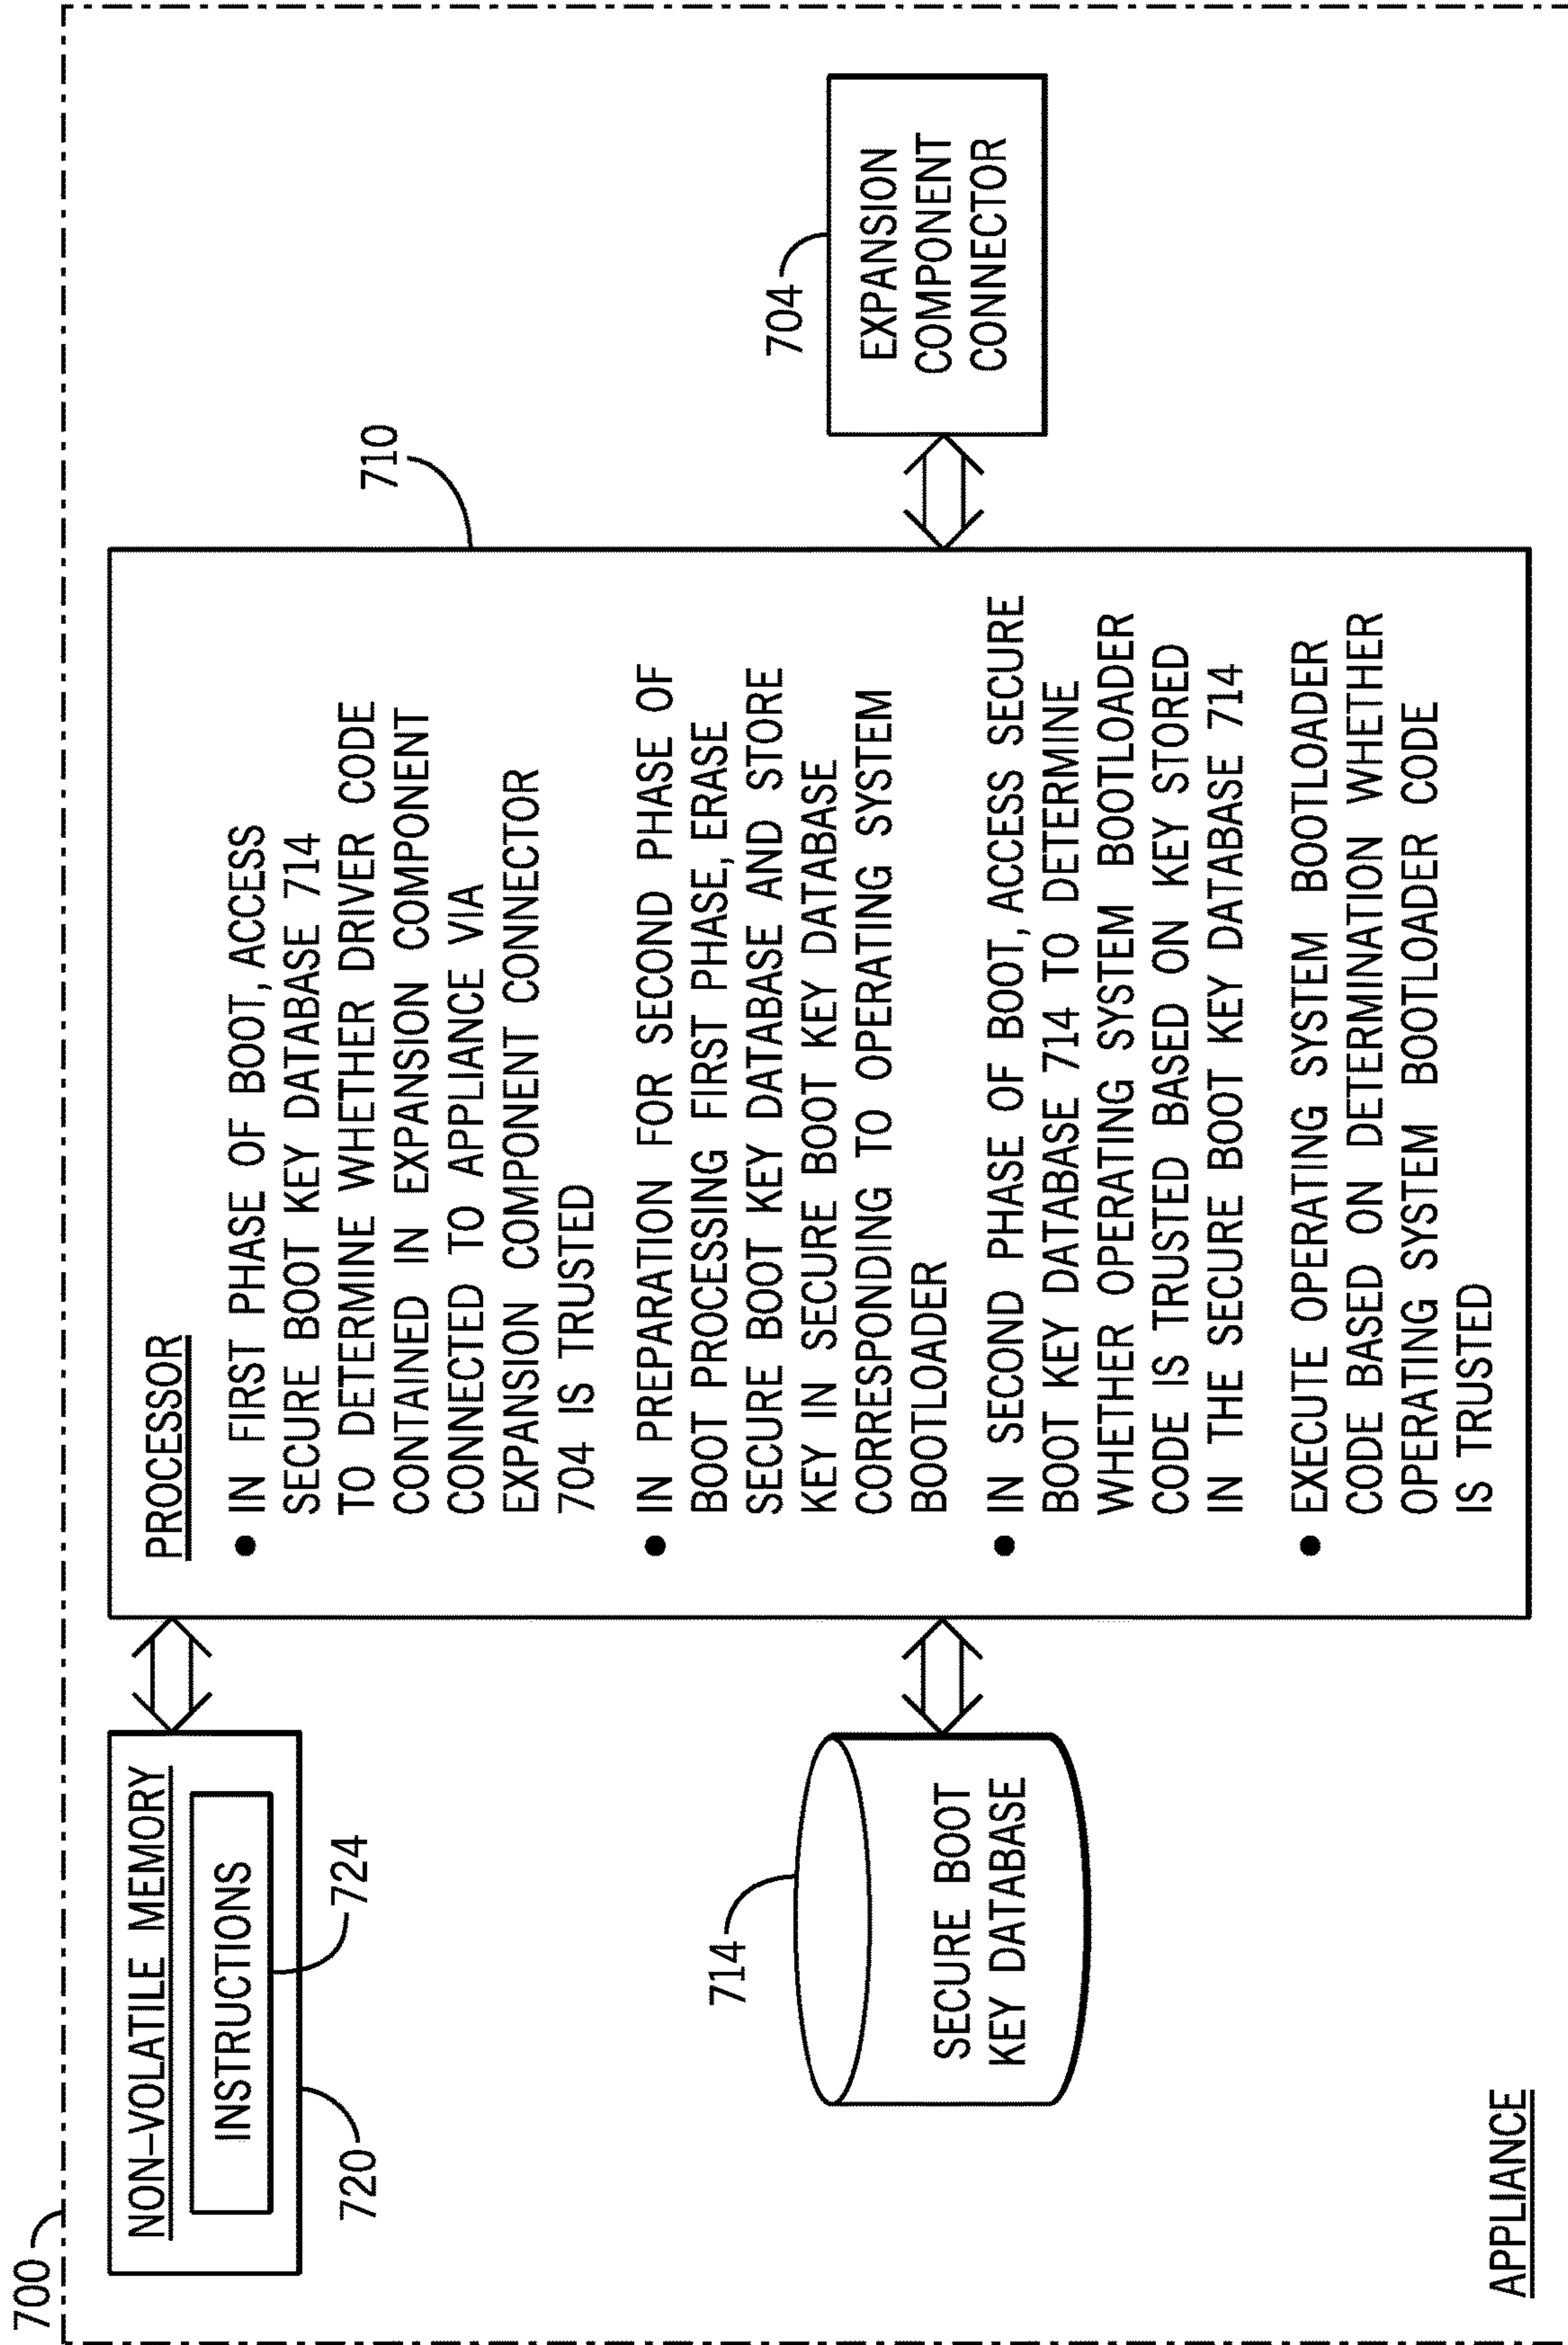 700
NON-VOLATILE MEMORY
INSTRUCTIONS
724
720
714
SECURE BOOT
KEY DATABASE
APPLIANCE
710
PROCESSOR
● IN FIRST PHASE OF BOOT, ACCESS
SECURE BOOT KEY DATABASE 714
TO DETERMINE WHETHER DRIVER CODE
CONTAINED IN EXPANSION COMPONENT
CONNECTED TO APPLIANCE VIA
EXPANSION COMPONENT CONNECTOR
704 IS TRUSTED
● IN PREPARATION FOR SECOND PHASE OF
BOOT PROCESSING FIRST PHASE, ERASE
SECURE BOOT KEY DATABASE AND STORE
KEY IN SECURE BOOT KEY DATABASE
CORRESPONDING TO OPERATING SYSTEM
BOOTLOADER
● IN SECOND PHASE OF BOOT, ACCESS SECURE
BOOT KEY DATABASE 714 TO DETERMINE
WHETHER OPERATING SYSTEM BOOTLOADER
CODE IS TRUSTED BASED ON KEY STORED
IN THE SECURE BOOT KEY DATABASE 714
● EXECUTE OPERATING SYSTEM BOOTLOADER
CODE BASED ON DETERMINATION WHETHER
OPERATING SYSTEM BOOTLOADER CODE
IS TRUSTED
704
EXPANSION
COMPONENT
CONNECTOR